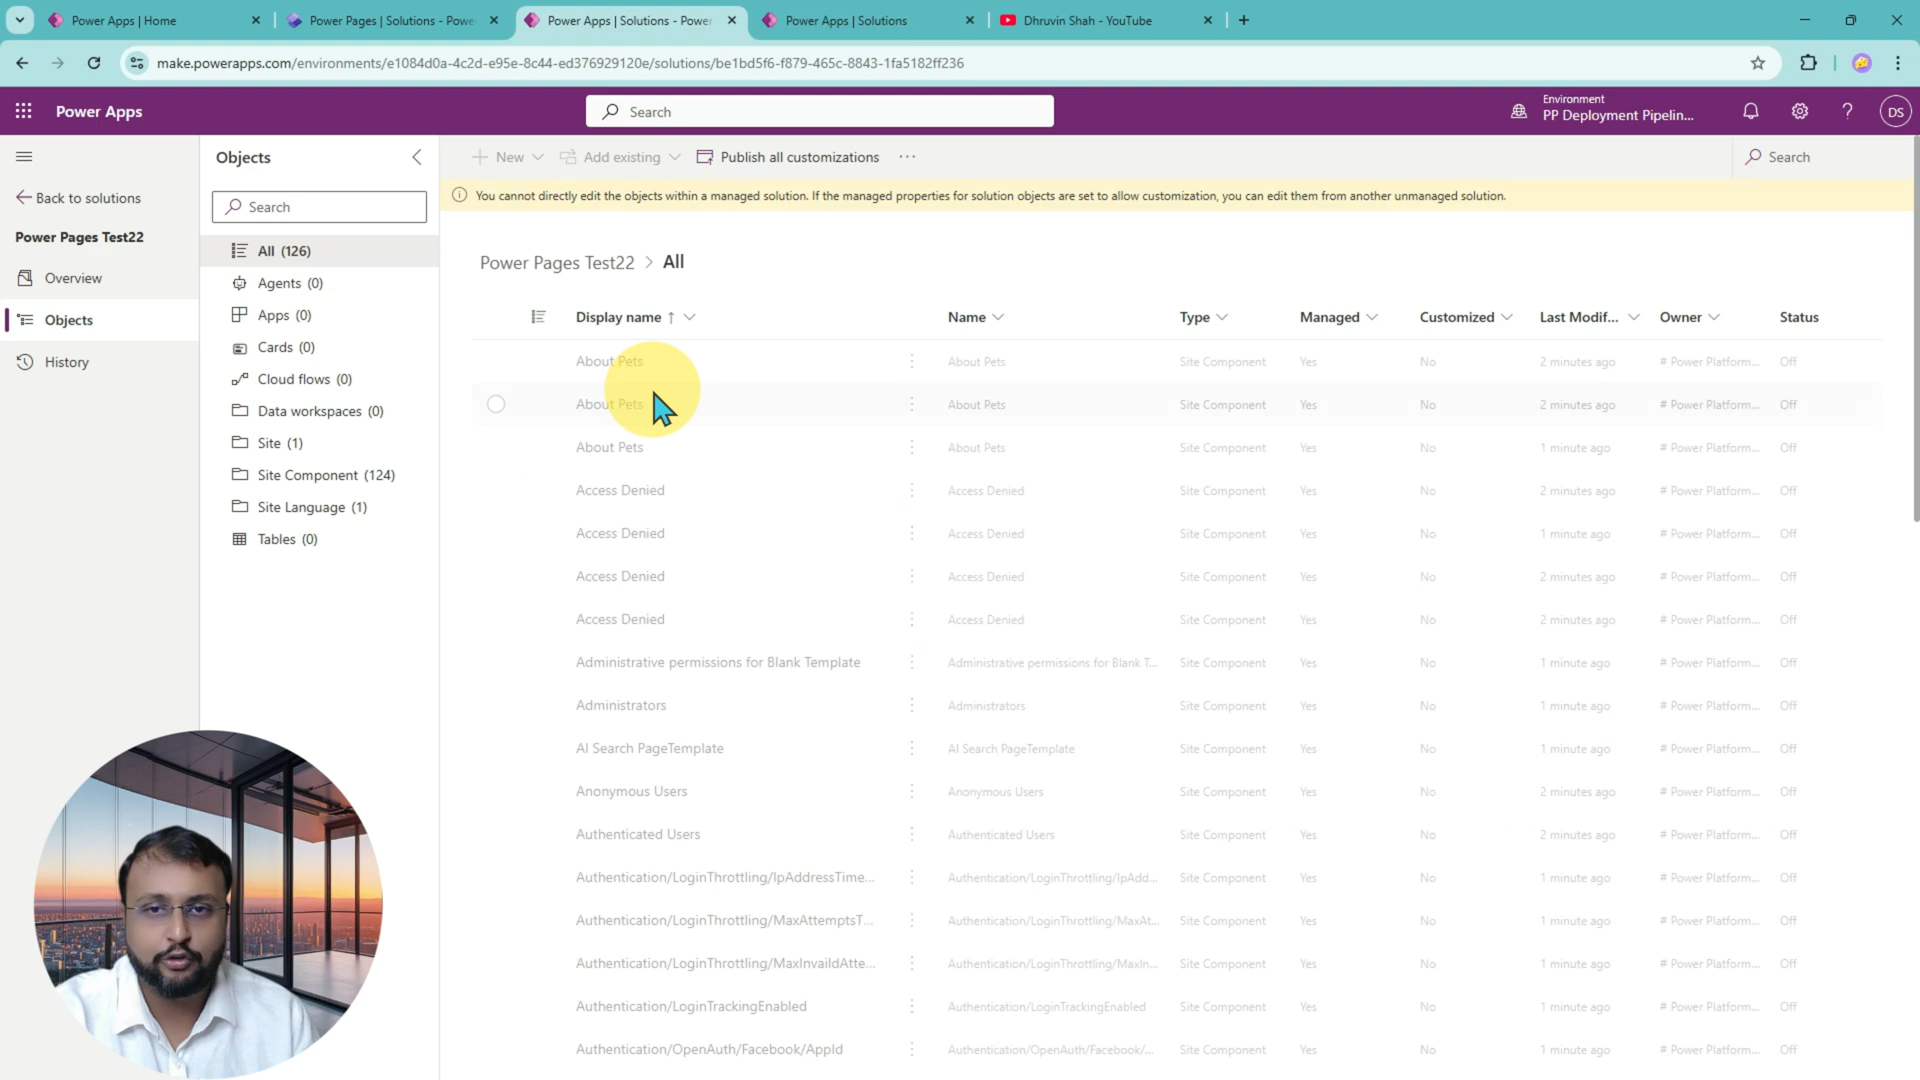 Power Apps | Home
Power Pages | Solutions - Powe
Power Apps | Solutions - Power
Power Apps | Solutions
Dhruvin Shah - YouTube
make.powerapps.com/environments/e1084d0a-4c2d-e95e-8c44-ed376929120e/solutions/be1bd5f6-f879-465c-8843-1fa5182ff236
Power Apps
Search
Environment
PP Deployment Pipelin...
DS
Back to solutions
Power Pages Test22
Overview
Objects
History
Objects
Search
All (126)
Agents (0)
Apps (0)
Cards (0)
Cloud flows (0)
Data workspaces (0)
Site (1)
Site Component (124)
Site Language (1)
Tables (0)
New Add existing Publish all customizations ... Search
You cannot directly edit the objects within a managed solution. If the managed properties for solution objects are set to allow customization, you can edit them from another unmanaged solution.
Power Pages Test22 > All
Display name ↑ Name Type Managed Customized Last Modif... Owner Status
About Pets About Pets Site Component Yes No 2 minutes ago # Power Platform... Off
About Pets About Pets Site Component Yes No 2 minutes ago # Power Platform... Off
About Pets About Pets Site Component Yes No 1 minute ago # Power Platform... Off
Access Denied Access Denied Site Component Yes No 2 minutes ago # Power Platform... Off
Access Denied Access Denied Site Component Yes No 1 minute ago # Power Platform... Off
Access Denied Access Denied Site Component Yes No 2 minutes ago # Power Platform... Off
Access Denied Access Denied Site Component Yes No 2 minutes ago # Power Platform... Off
Administrative permissions for Blank Template Administrative permissions for Blank T... Site Component Yes No 1 minute ago # Power Platform... Off
Administrators Administrators Site Component Yes No 1 minute ago # Power Platform... Off
AI Search PageTemplate AI Search PageTemplate Site Component Yes No 1 minute ago # Power Platform... Off
Anonymous Users Anonymous Users Site Component Yes No 2 minutes ago # Power Platform... Off
Authenticated Users Authenticated Users Site Component Yes No 2 minutes ago # Power Platform... Off
Authentication/LoginThrottling/IpAddressTime... Authentication/LoginThrottling/IpAdd... Site Component Yes No 1 minute ago # Power Platform... Off
Authentication/LoginThrottling/MaxAttemptsT... Authentication/LoginThrottling/MaxAt... Site Component Yes No 1 minute ago # Power Platform... Off
Authentication/LoginThrottling/MaxInvaildAtte... Authentication/LoginThrottling/MaxIn... Site Component Yes No 1 minute ago # Power Platform... Off
Authentication/LoginTrackingEnabled Authentication/LoginTrackingEnabled Site Component Yes No 1 minute ago # Power Platform... Off
Authentication/OpenAuth/Facebook/AppId Authentication/OpenAuth/Facebook/... Site Component Yes No 1 minute ago # Power Platform... Off